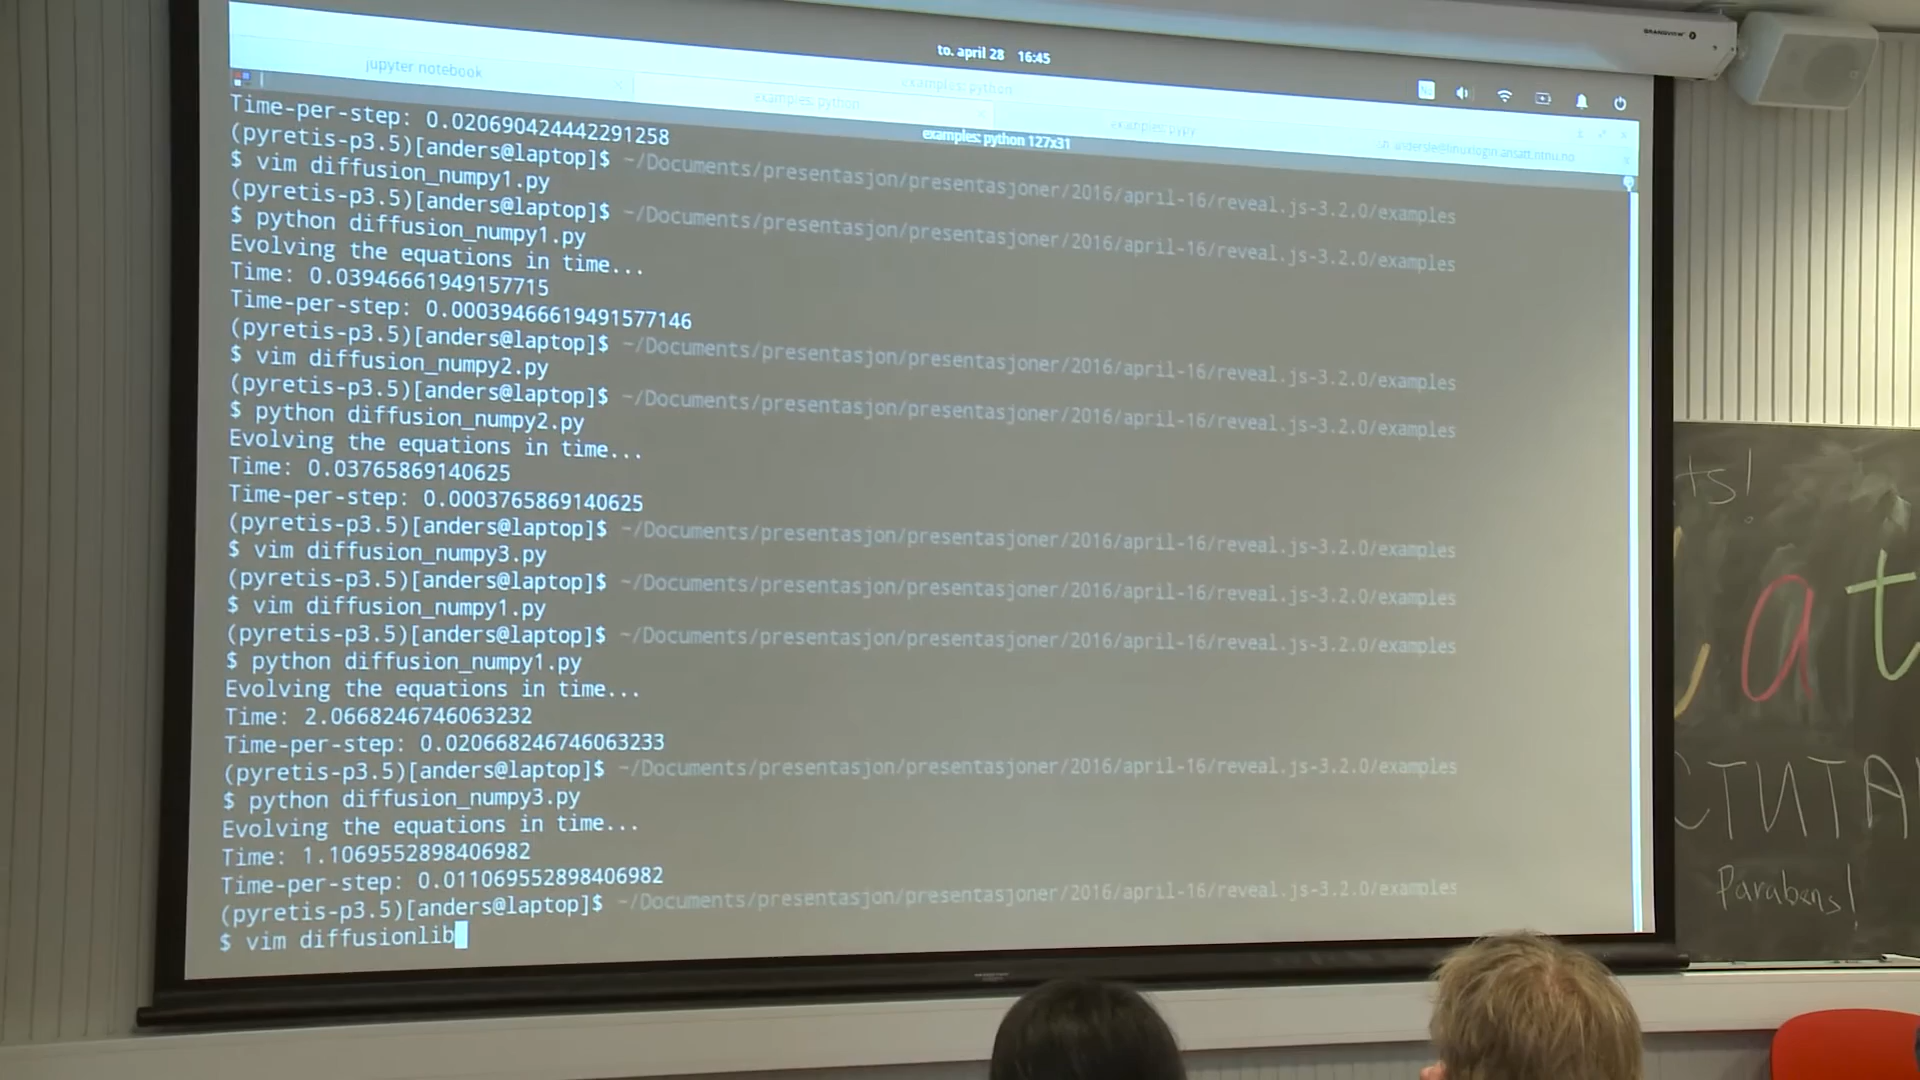 GRANDVIEW
to. april 28 16:45
jupyter notebook
examples: python
examples: python
examples: pypy
examples: python 127x31
Time-per-step: 0.020690424442291258
(pyretis-p3.5)[anders@laptop]$ ~/Documents/presentasjon/presentasjoner/2016/april-16/reveal.js-3.2.0/examples
$ vim diffusion_numpy1.py
(pyretis-p3.5)[anders@laptop]$ ~/Documents/presentasjon/presentasjoner/2016/april-16/reveal.js-3.2.0/examples
$ python diffusion_numpy1.py
Evolving the equations in time...
Time: 0.03946661949157715
Time-per-step: 0.00039466619491577146
(pyretis-p3.5)[anders@laptop]$ ~/Documents/presentasjon/presentasjoner/2016/april-16/reveal.js-3.2.0/examples
$ vim diffusion_numpy2.py
(pyretis-p3.5)[anders@laptop]$ ~/Documents/presentasjon/presentasjoner/2016/april-16/reveal.js-3.2.0/examples
$ python diffusion_numpy2.py
Evolving the equations in time...
Time: 0.03765869140625
Time-per-step: 0.0003765869140625
(pyretis-p3.5)[anders@laptop]$ ~/Documents/presentasjon/presentasjoner/2016/april-16/reveal.js-3.2.0/examples
$ vim diffusion_numpy3.py
(pyretis-p3.5)[anders@laptop]$ ~/Documents/presentasjon/presentasjoner/2016/april-16/reveal.js-3.2.0/examples
$ vim diffusion_numpy1.py
(pyretis-p3.5)[anders@laptop]$ ~/Documents/presentasjon/presentasjoner/2016/april-16/reveal.js-3.2.0/examples
$ python diffusion_numpy1.py
Evolving the equations in time...
Time: 2.0668246746063232
Time-per-step: 0.020668246746063233
(pyretis-p3.5)[anders@laptop]$ ~/Documents/presentasjon/presentasjoner/2016/april-16/reveal.js-3.2.0/examples
$ python diffusion_numpy3.py
Evolving the equations in time...
Time: 1.1069552898406982
Time-per-step: 0.011069552898406982
(pyretis-p3.5)[anders@laptop]$ ~/Documents/presentasjon/presentasjoner/2016/april-16/reveal.js-3.2.0/examples
$ vim diffusionlib
ts!
at
СТИТА
Parabens!